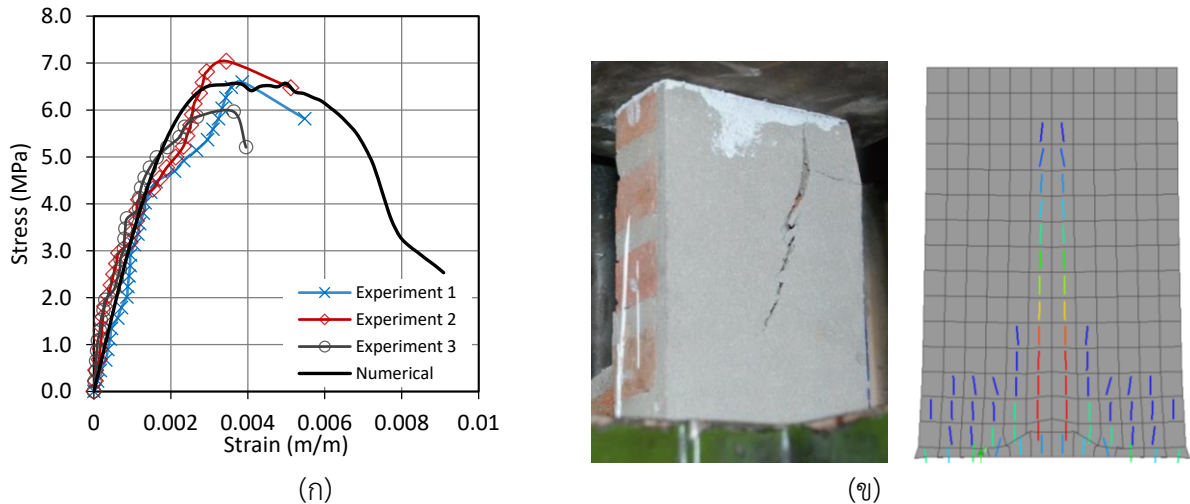 8.0
7.0
6.0
5.0
4.0
3.0
2.0
1.0
0.0
Stress (MPa)
Experiment 1
Experiment 2
Experiment 3
Numerical
0 0.002 0.004 0.006 0.008 0.01
Strain (m/m)
(ก)
(ข)